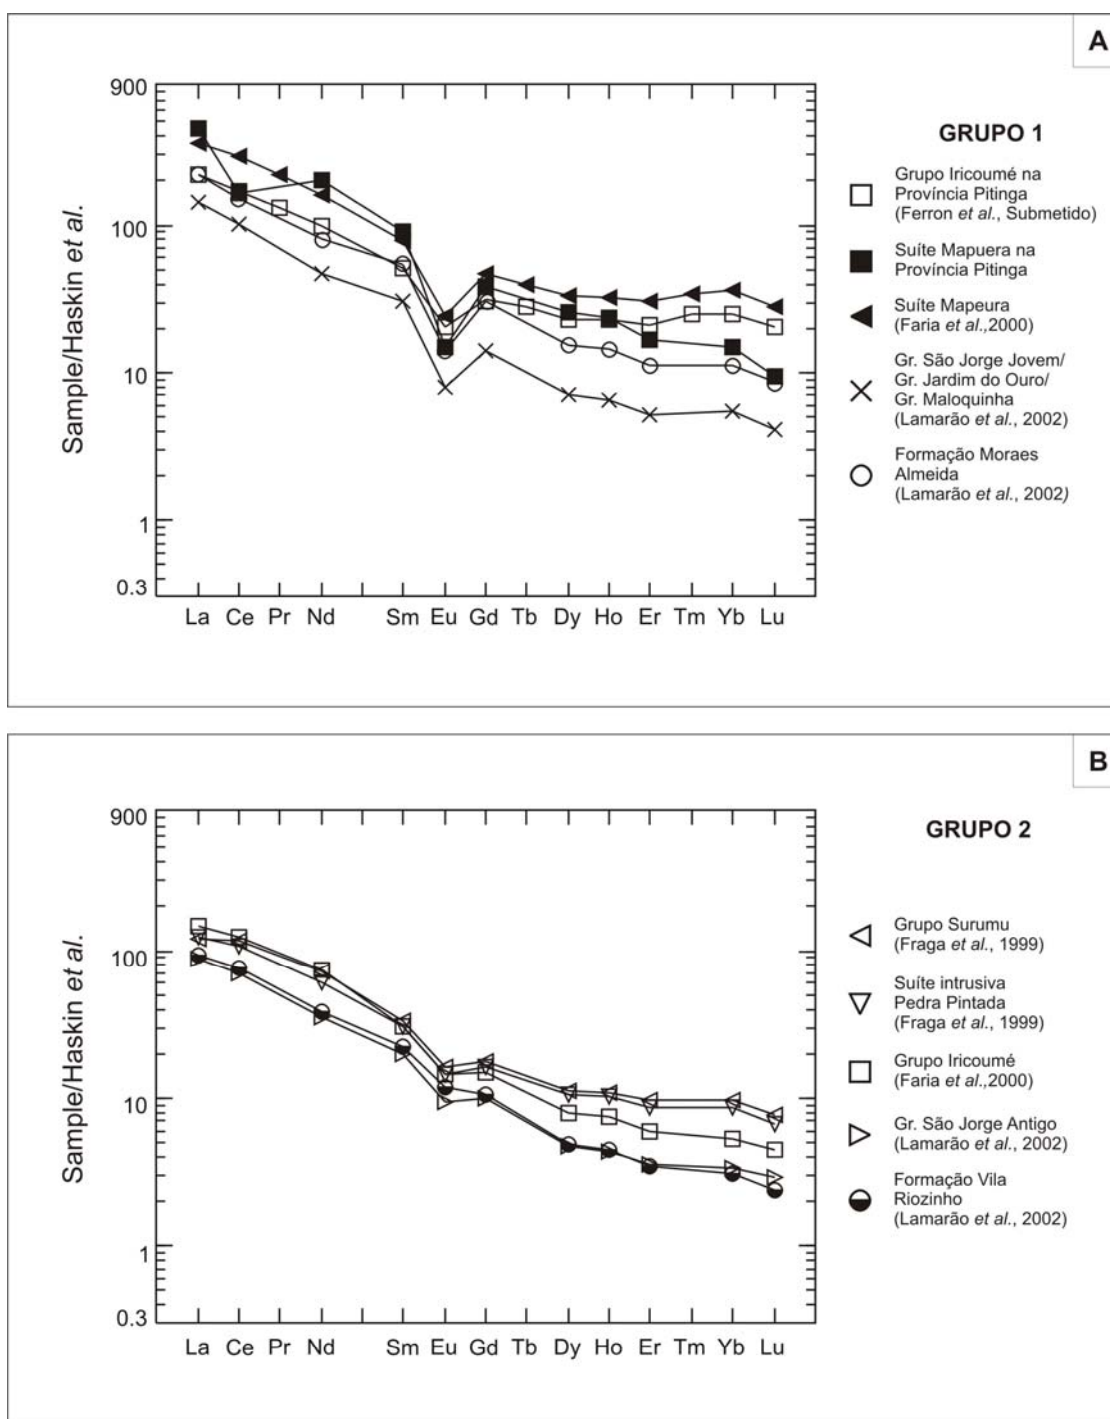 A
900
100
10
1
0.3
Sample/Haskin et al.
La Ce Pr Nd Sm Eu Gd Tb Dy Ho Er Tm Yb Lu
GRUPO 1
Grupo Iricoumé na
Província Pitinga
(Ferron et al., Submetido)
Suíte Mapuera na
Província Pitinga
Suíte Mapeura
(Faria et al.,2000)
Gr. São Jorge Jovem/
Gr. Jardim do Ouro/
Gr. Maloquinha
(Lamarão et al., 2002)
Formação Moraes
Almeida
(Lamarão et al., 2002)
B
900
100
10
1
0.3
Sample/Haskin et al.
La Ce Pr Nd Sm Eu Gd Tb Dy Ho Er Tm Yb Lu
GRUPO 2
Grupo Surumu
(Fraga et al., 1999)
Suíte intrusiva
Pedra Pintada
(Fraga et al., 1999)
Grupo Iricoumé
(Faria et al.,2000)
Gr. São Jorge Antigo
(Lamarão et al., 2002)
Formação Vila
Riozinho
(Lamarão et al., 2002)